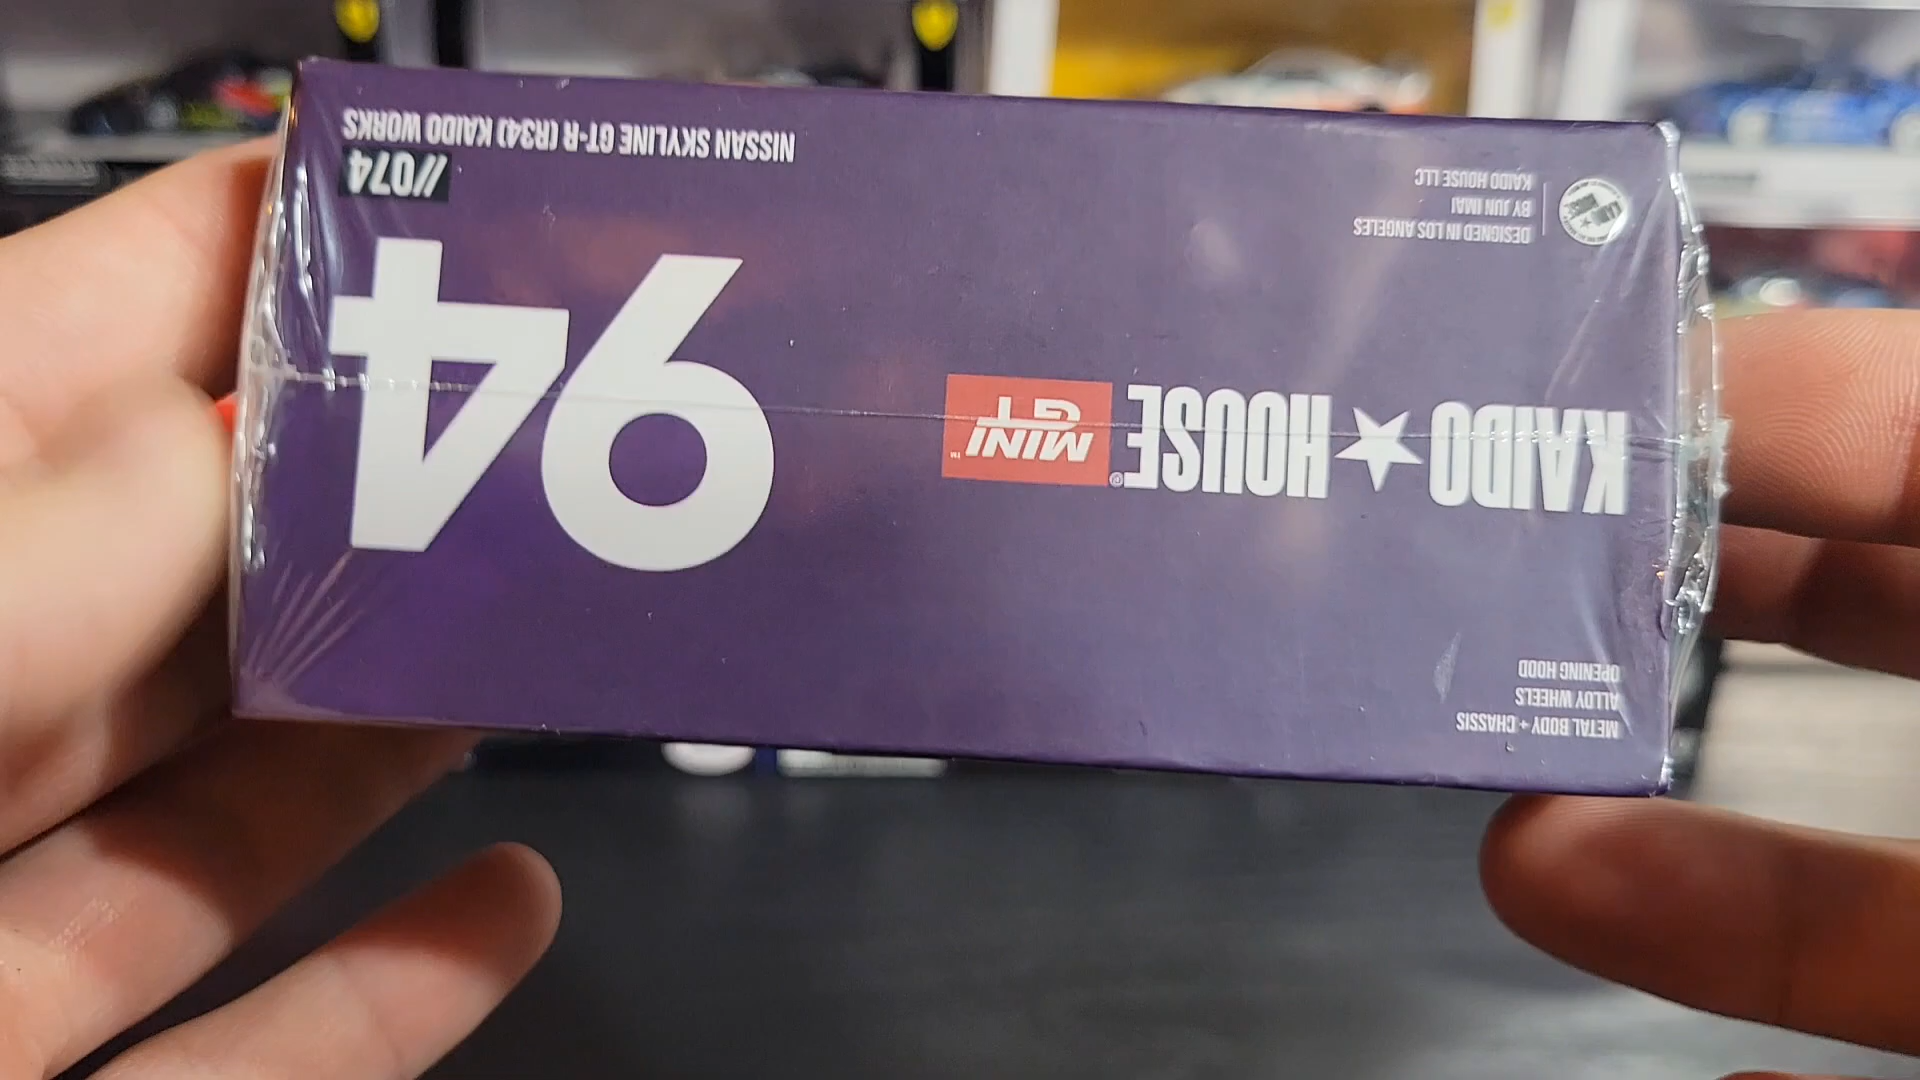 METAL BODY + CHASSIS
ALLOY WHEELS
OPENING HOOD
KAIDO★HOUSE®
MINI
GT™
94
DESIGNED IN LOS ANGELES
BY JUN IMAI
KAIDO HOUSE LLC
//074
NISSAN SKYLINE GT-R (R34) KAIDO WORKS